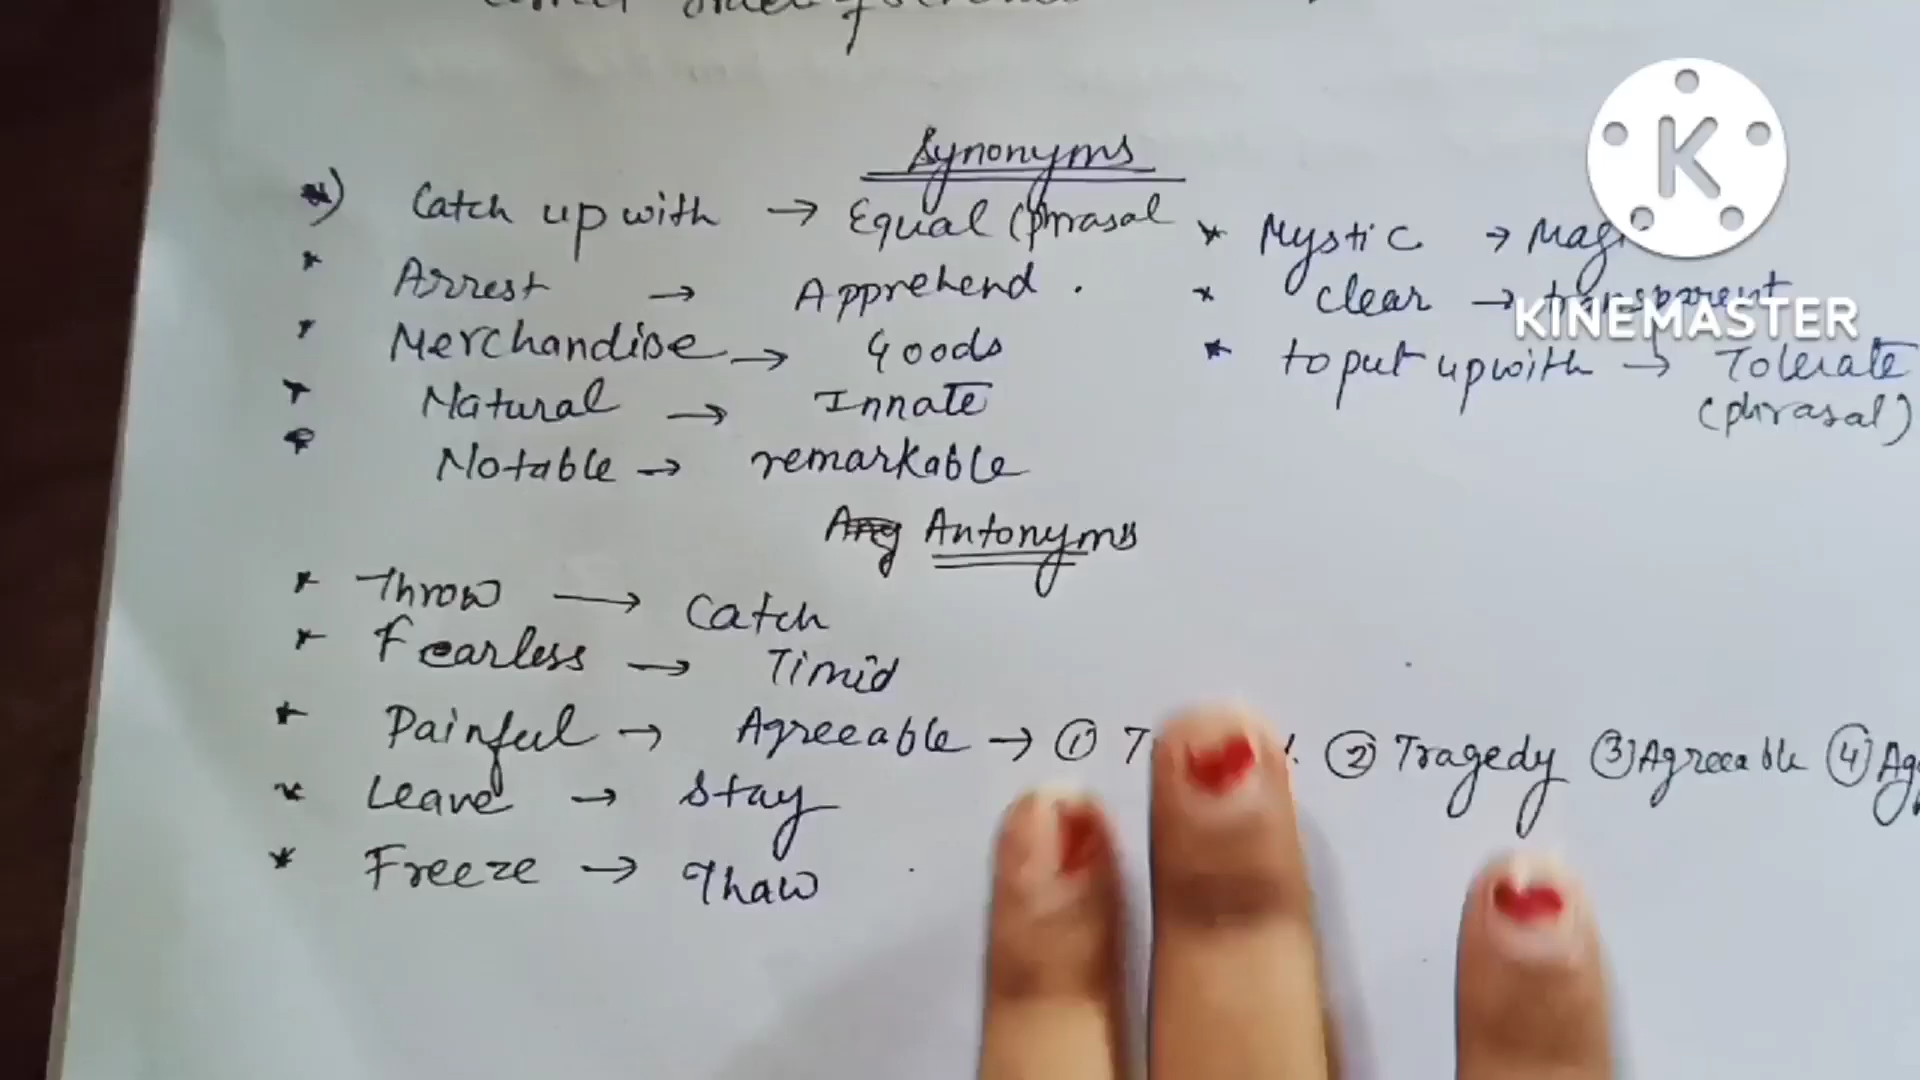 Synonyms
Catch up with → Equal (phrasal
* Arrest → Apprehend .
* Merchandise → Goods
* Natural → Innate
* Notable → remarkable
* Mystic →
* clear → transparent
* to put up with → Tolerate
(phrasal)
Antonyms
* Throw → Catch
* Fearless → Timid
* Painful → Agreeable → ① ② Tragedy ③ Agreeable ④
* Leave → Stay
* Freeze → Thaw
K
KINEMASTER